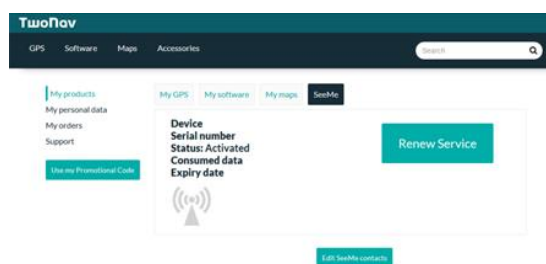 TwoNav
GPS Software Maps Accessories Search
My products
My personal data
My orders
Support
Use my Promotional Code
My GPS My software My maps SeeMe
Device
Serial number
Status: Activated
Consumed data
Expiry date
Renew Service
Edit SeeMe contacts